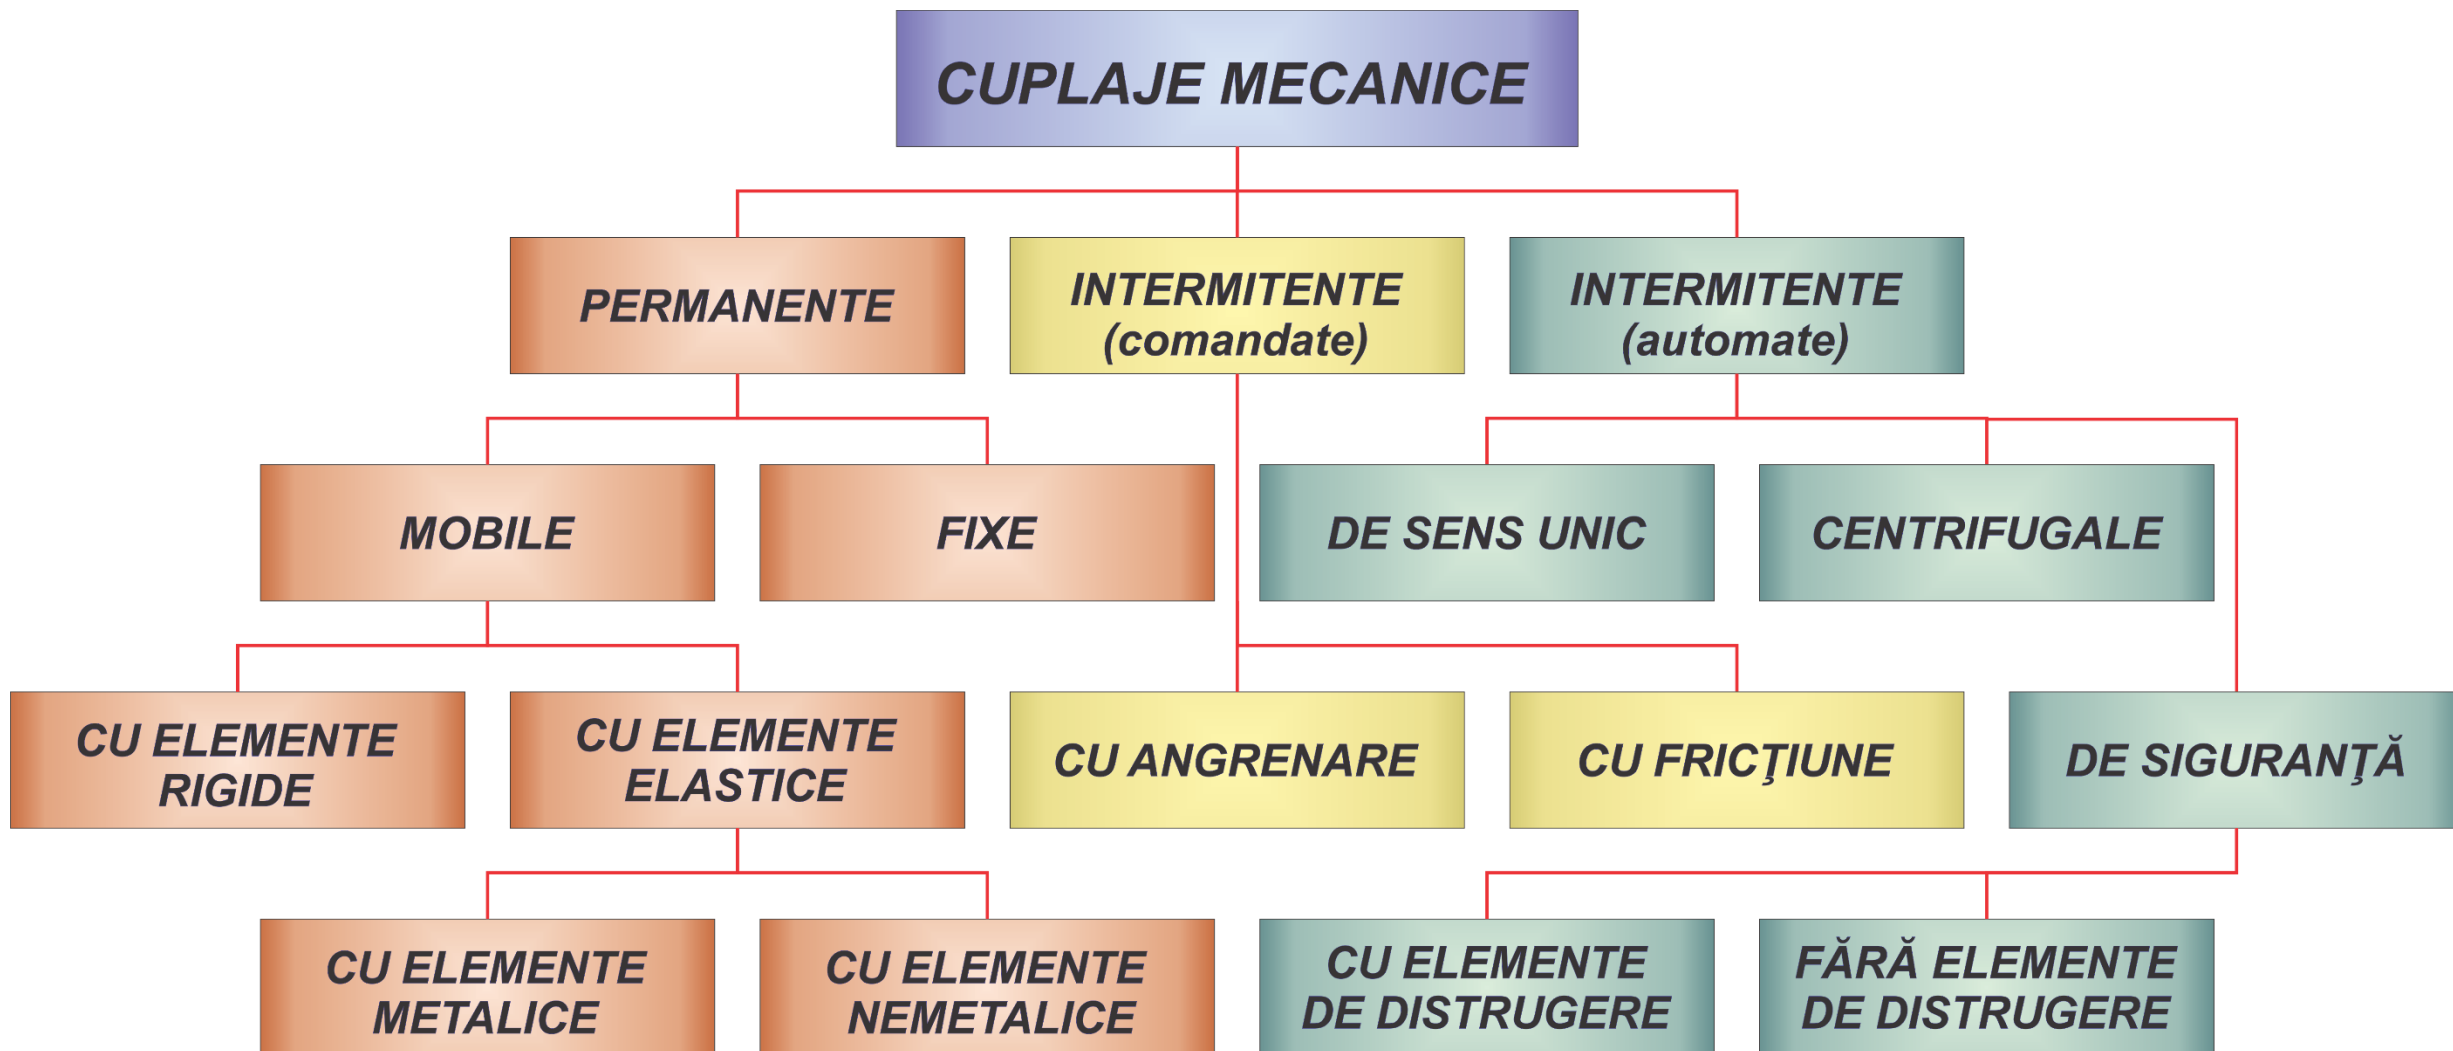 CUPLAJE MECANICE
PERMANENTE
INTERMITENTE
(comandate)
INTERMITENTE
(automate)
MOBILE
FIXE
DE SENS UNIC
CENTRIFUGALE
CU ELEMENTE
RIGIDE
CU ELEMENTE
ELASTICE
CU ANGRENARE
CU FRICŢIUNE
DE SIGURANŢĂ
CU ELEMENTE
METALICE
CU ELEMENTE
NEMETALICE
CU ELEMENTE
DE DISTRUGERE
FĂRĂ ELEMENTE
DE DISTRUGERE